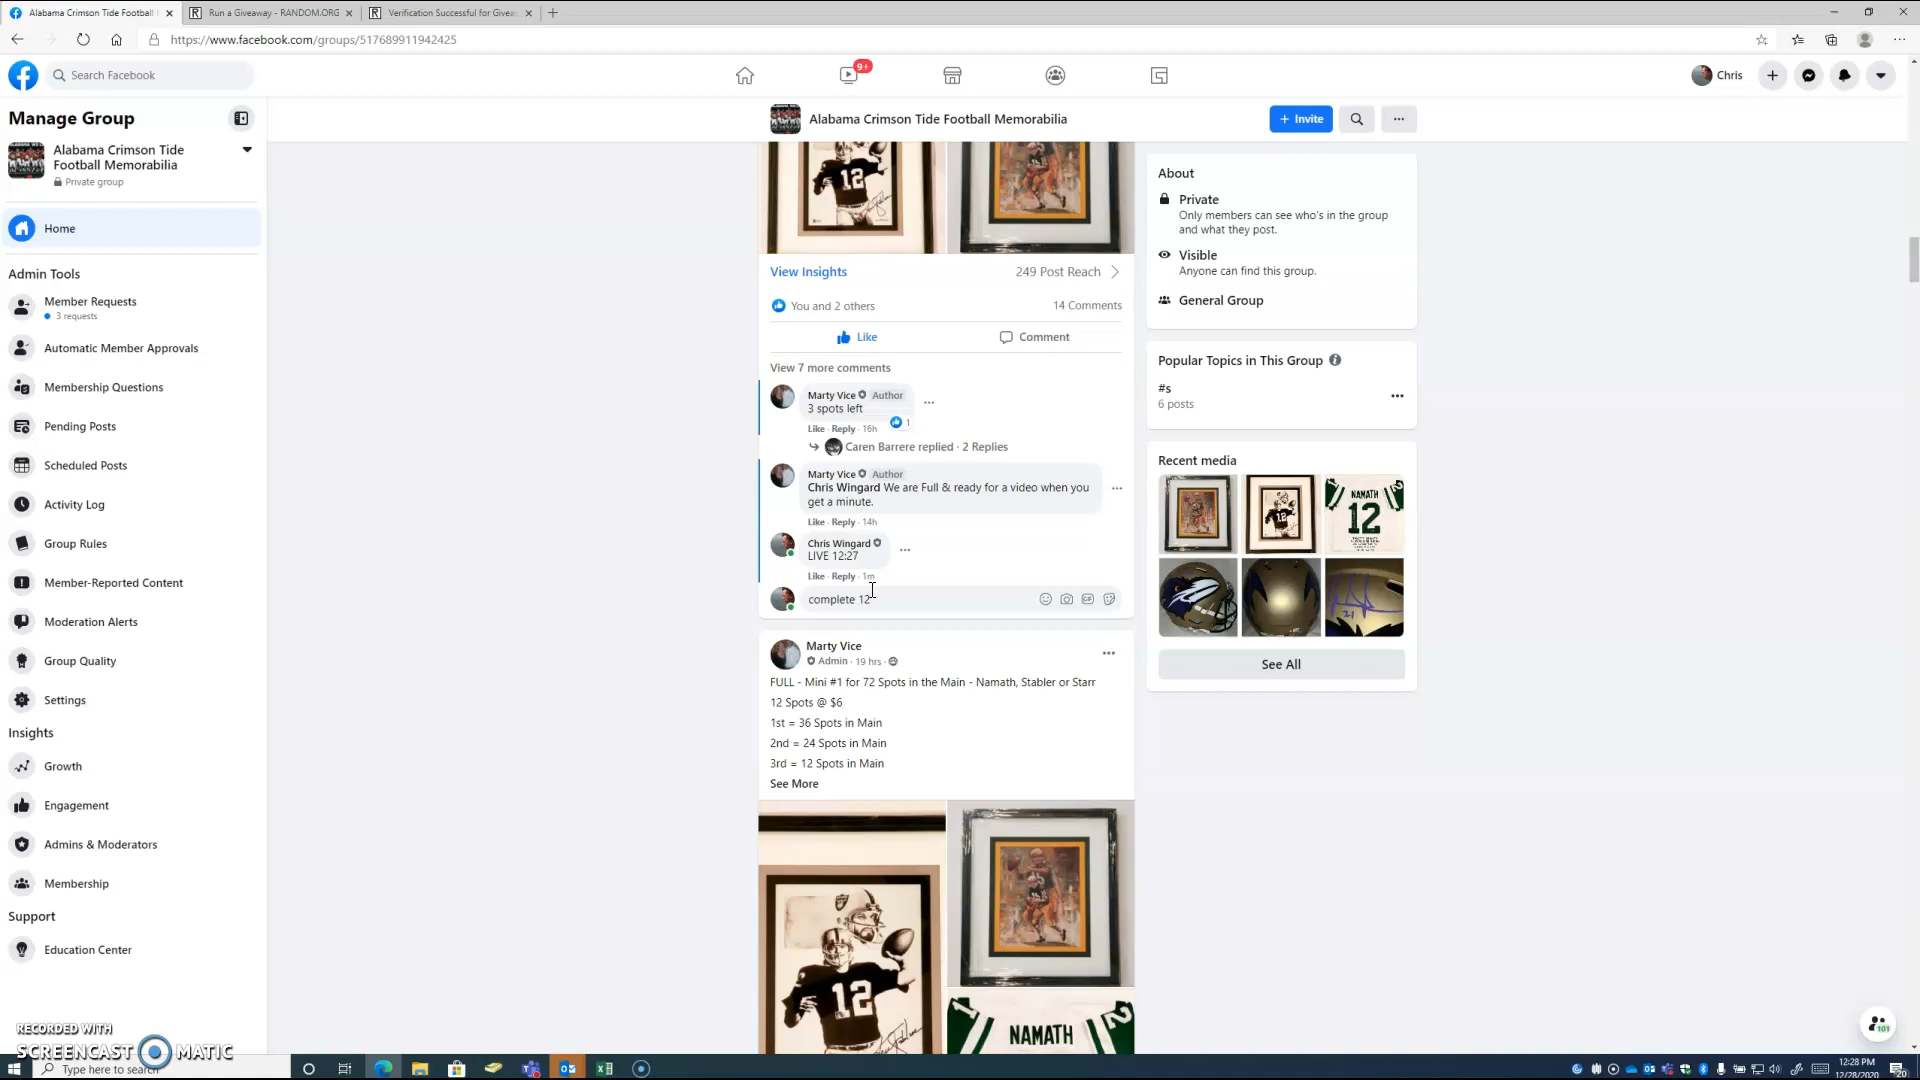 Alabama Crimson Tide Football
Run a Giveaway - RANDOM.ORG
Verification Successful for Givea
https://www.facebook.com/groups/517689911942425
Search Facebook
9+
Chris
Manage Group
Alabama Crimson Tide
Football Memorabilia
Private group
Home
Admin Tools
Member Requests
3 requests
Automatic Member Approvals
Membership Questions
Pending Posts
Scheduled Posts
Activity Log
Group Rules
Member-Reported Content
Moderation Alerts
Group Quality
Settings
Insights
Growth
Engagement
Admins & Moderators
Membership
Support
Education Center
Alabama Crimson Tide Football Memorabilia
+ Invite
12
View Insights
249 Post Reach
You and 2 others
14 Comments
Like
Comment
View 7 more comments
Marty Vice Author
3 spots left
1
Like · Reply · 16h
Caren Barrere replied · 2 Replies
Marty Vice Author
Chris Wingard We are Full & ready for a video when you
get a minute.
Like · Reply · 14h
Chris Wingard
LIVE 12:27
Like · Reply · 1m
complete 12
Marty Vice
Admin · 19 hrs ·
FULL - Mini #1 for 72 Spots in the Main - Namath, Stabler or Starr
12 Spots @ $6
1st = 36 Spots in Main
2nd = 24 Spots in Main
3rd = 12 Spots in Main
See More
12
NAMATH
About
Private
Only members can see who's in the group
and what they post.
Visible
Anyone can find this group.
General Group
Popular Topics in This Group
#s
6 posts
Recent media
12
NAMATH
12
See All
101
RECORDED WITH
SCREENCAST MATIC
Type here to search
12:28 PM
12/28/2020
20